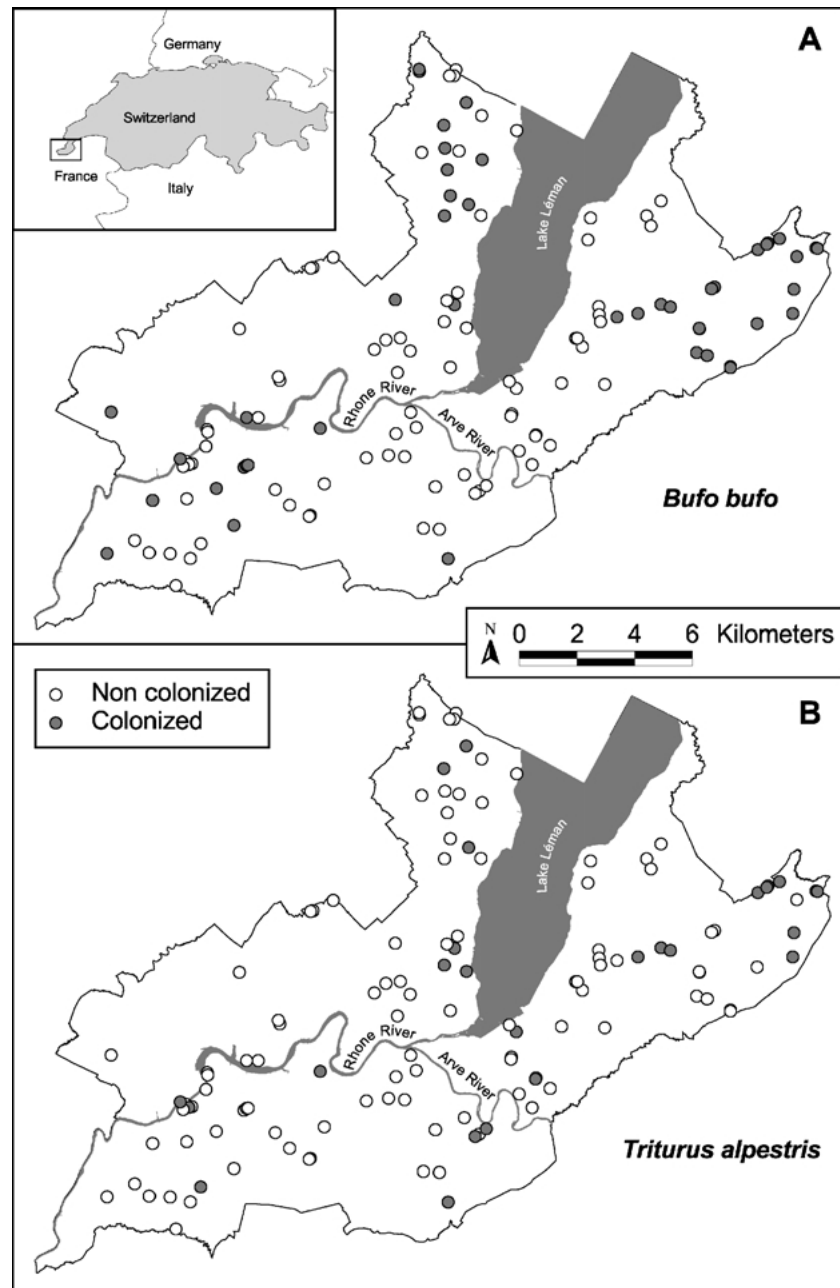 A
Germany
Switzerland
France
Italy
Lake Léman
Rhone River
Arve River
Bufo bufo
N
0 2 4 6 Kilometers
Non colonized
Colonized
B
Lake Léman
Rhone River
Arve River
Triturus alpestris